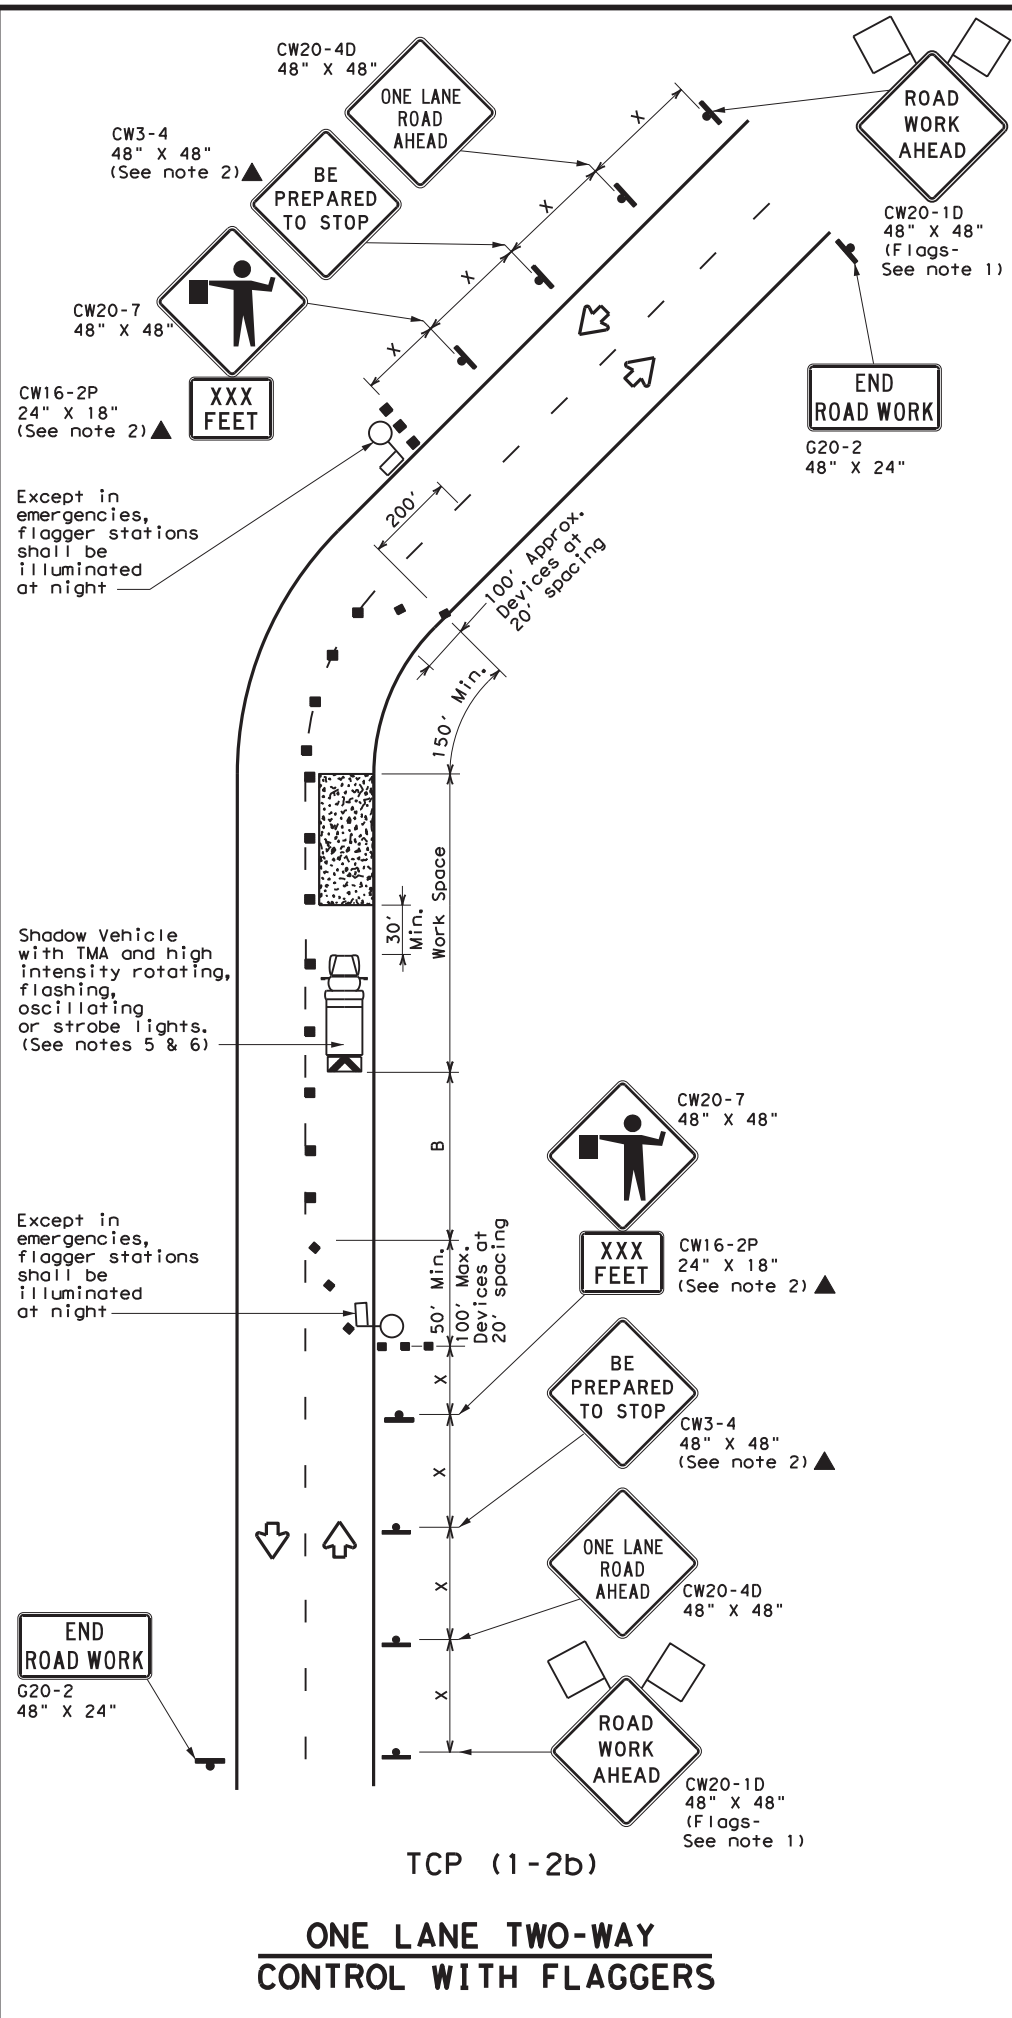 CW20-4D
48" X 48"
ONE LANE
ROAD
AHEAD
ROAD
WORK
AHEAD
CW20-1D
48" X 48"
(Flags-
See note 1)
CW3-4
48" X 48"
(See note 2)
BE
PREPARED
TO STOP
X
X
X
X
CW20-7
48" X 48"
CW16-2P
24" X 18"
(See note 2)
XXX
FEET
END
ROAD WORK
G20-2
48" X 24"
Except in
emergencies,
flagger stations
shall be
illuminated
at night
200'
100' Approx.
Devices at
20' spacing
150' Min.
Work Space
30'
Min.
Shadow Vehicle
with TMA and high
intensity rotating,
flashing,
oscillating
or strobe lights.
(See notes 5 & 6)
B
CW20-7
48" X 48"
XXX
FEET
CW16-2P
24" X 18"
(See note 2)
Except in
emergencies,
flagger stations
shall be
illuminated
at night
50' Min.
100' Max.
Devices at
20' spacing
X
X
X
X
BE
PREPARED
TO STOP
CW3-4
48" X 48"
(See note 2)
ONE LANE
ROAD
AHEAD
CW20-4D
48" X 48"
END
ROAD WORK
G20-2
48" X 24"
ROAD
WORK
AHEAD
CW20-1D
48" X 48"
(Flags-
See note 1)
TCP (1-2b)
ONE LANE TWO-WAY
CONTROL WITH FLAGGERS